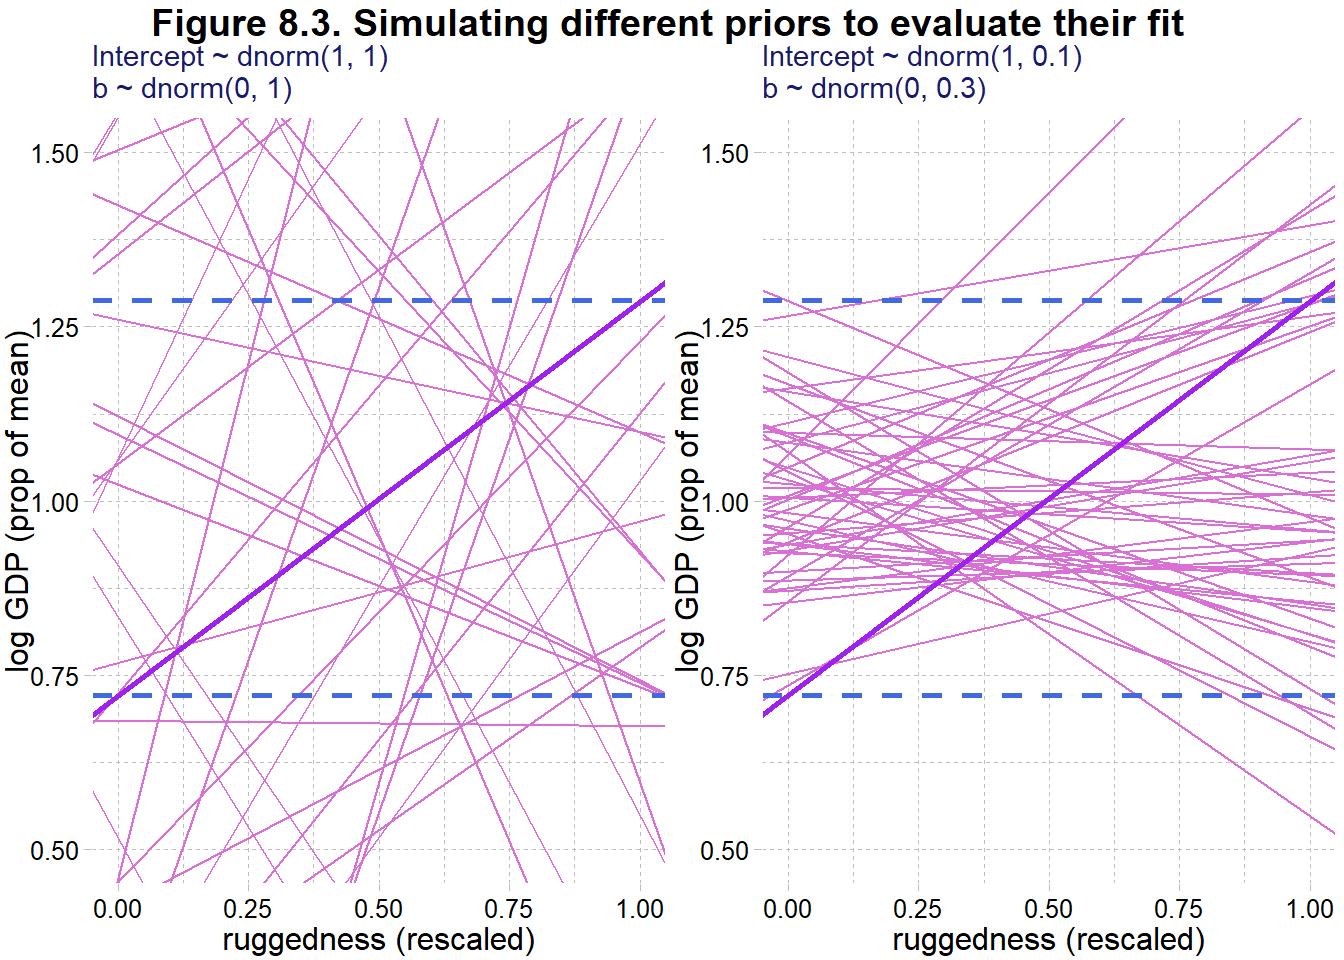 Figure 8.3. Simulating different priors to evaluate their fit
Intercept ~ dnorm(1, 1)
b ~ dnorm(0, 1)
log GDP (prop of mean)
1.50
1.25
1.00
0.75
0.50
0.00 0.25 0.50 0.75 1.00
ruggedness (rescaled)
Intercept ~ dnorm(1, 0.1)
b ~ dnorm(0, 0.3)
log GDP (prop of mean)
1.50
1.25
1.00
0.75
0.50
0.00 0.25 0.50 0.75 1.00
ruggedness (rescaled)